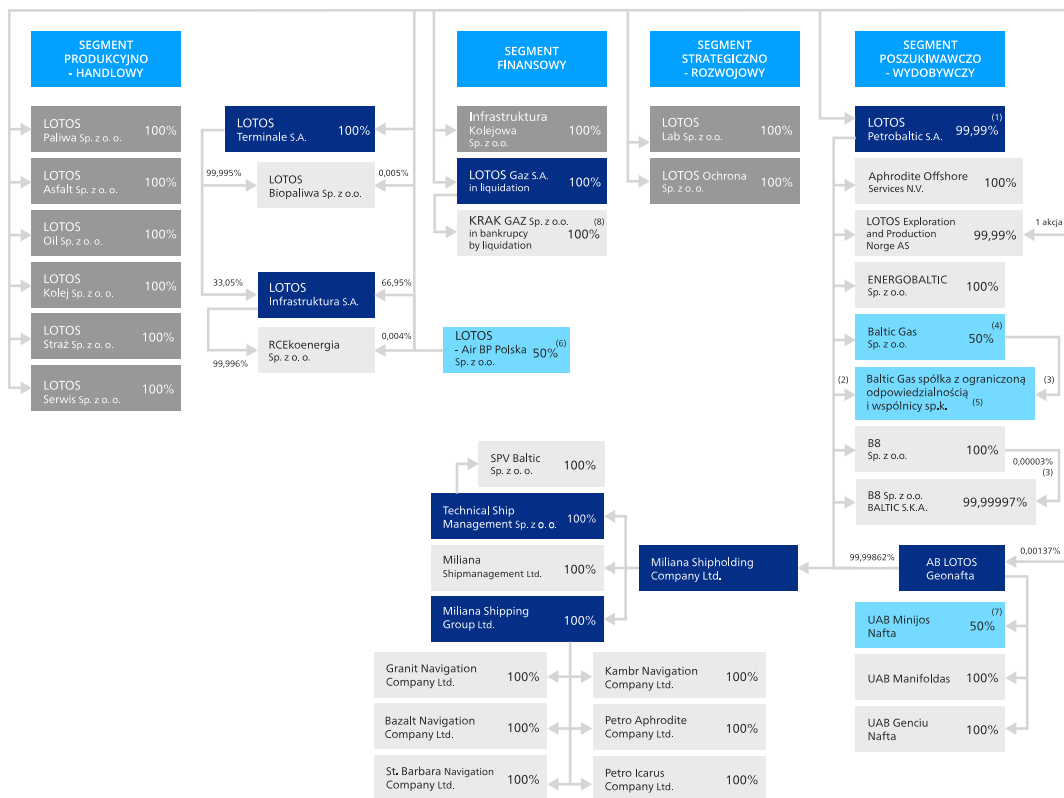 SEGMENT
PRODUKCYJNO
- HANDLOWY
SEGMENT
FINANSOWY
SEGMENT
STRATEGICZNO
- ROZWOJOWY
SEGMENT
POSZUKIWAWCZO
- WYDOBYWCZY
LOTOS
Paliwa Sp. z o. o.
100%
LOTOS
Asfalt Sp. z o. o.
100%
LOTOS
Oil Sp. z o. o.
100%
LOTOS
Kolej Sp. z o. o.
100%
LOTOS
Straż Sp. z o. o.
100%
LOTOS
Serwis Sp. z o. o.
100%
LOTOS
Terminale S.A.
100%
99,995%
0,005%
LOTOS
Biopaliwa Sp. z o.o.
33,05%
66,95%
LOTOS
Infrastruktura S.A.
RCEkoenergia
Sp. z o. o.
0,004%
99,996%
Infrastruktura
Kolejowa
Sp. z o.o.
100%
LOTOS Gaz S.A.
in liquidation
100%
KRAK GAZ Sp. z o.o.
in bankrupcy
by liquidation
(8)
100%
LOTOS
- Air BP Polska
Sp. z o.o.
50%
(6)
LOTOS
Lab Sp. z o.o.
100%
LOTOS Ochrona
Sp. z o. o.
100%
LOTOS
Petrobaltic S.A.
(1)
99,99%
Aphrodite Offshore
Services N.V.
100%
LOTOS Exploration
and Production
Norge AS
99,99%
1 akcja
ENERGOBALTIC
Sp. z o.o.
100%
Baltic Gas
Sp. z o.o.
(4)
50%
(2)
(3)
Baltic Gas spółka z ograniczoną
odpowiedzialnością
i wspólnicy sp.k.
(5)
B8
Sp. z o.o.
100%
0,00003%
(3)
B8 Sp. z o.o.
BALTIC S.K.A.
99,99997%
SPV Baltic
Sp. z o. o.
100%
Technical Ship
Management Sp. z o. o.
100%
Miliana
Shipmanagement Ltd.
100%
Miliana Shipping
Group Ltd.
100%
Miliana Shipholding
Company Ltd.
99,99862%
AB LOTOS
Geonafta
0,00137%
UAB Minijos
Nafta
(7)
50%
UAB Manifoldas
100%
UAB Genciu
Nafta
100%
Granit Navigation
Company Ltd.
100%
Kambr Navigation
Company Ltd.
100%
Bazalt Navigation
Company Ltd.
100%
Petro Aphrodite
Company Ltd.
100%
St. Barbara Navigation
Company Ltd.
100%
Petro Icarus
Company Ltd.
100%